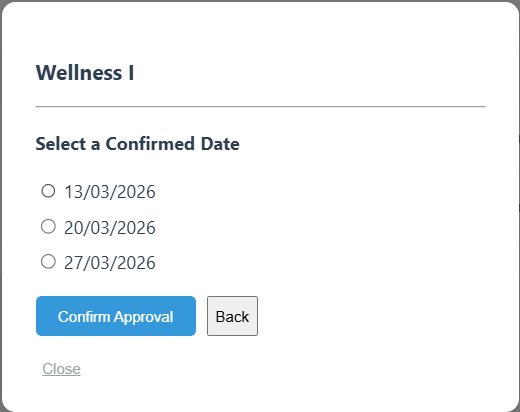 Wellness I
Select a Confirmed Date
13/03/2026
20/03/2026
27/03/2026
Confirm Approval Back
Close